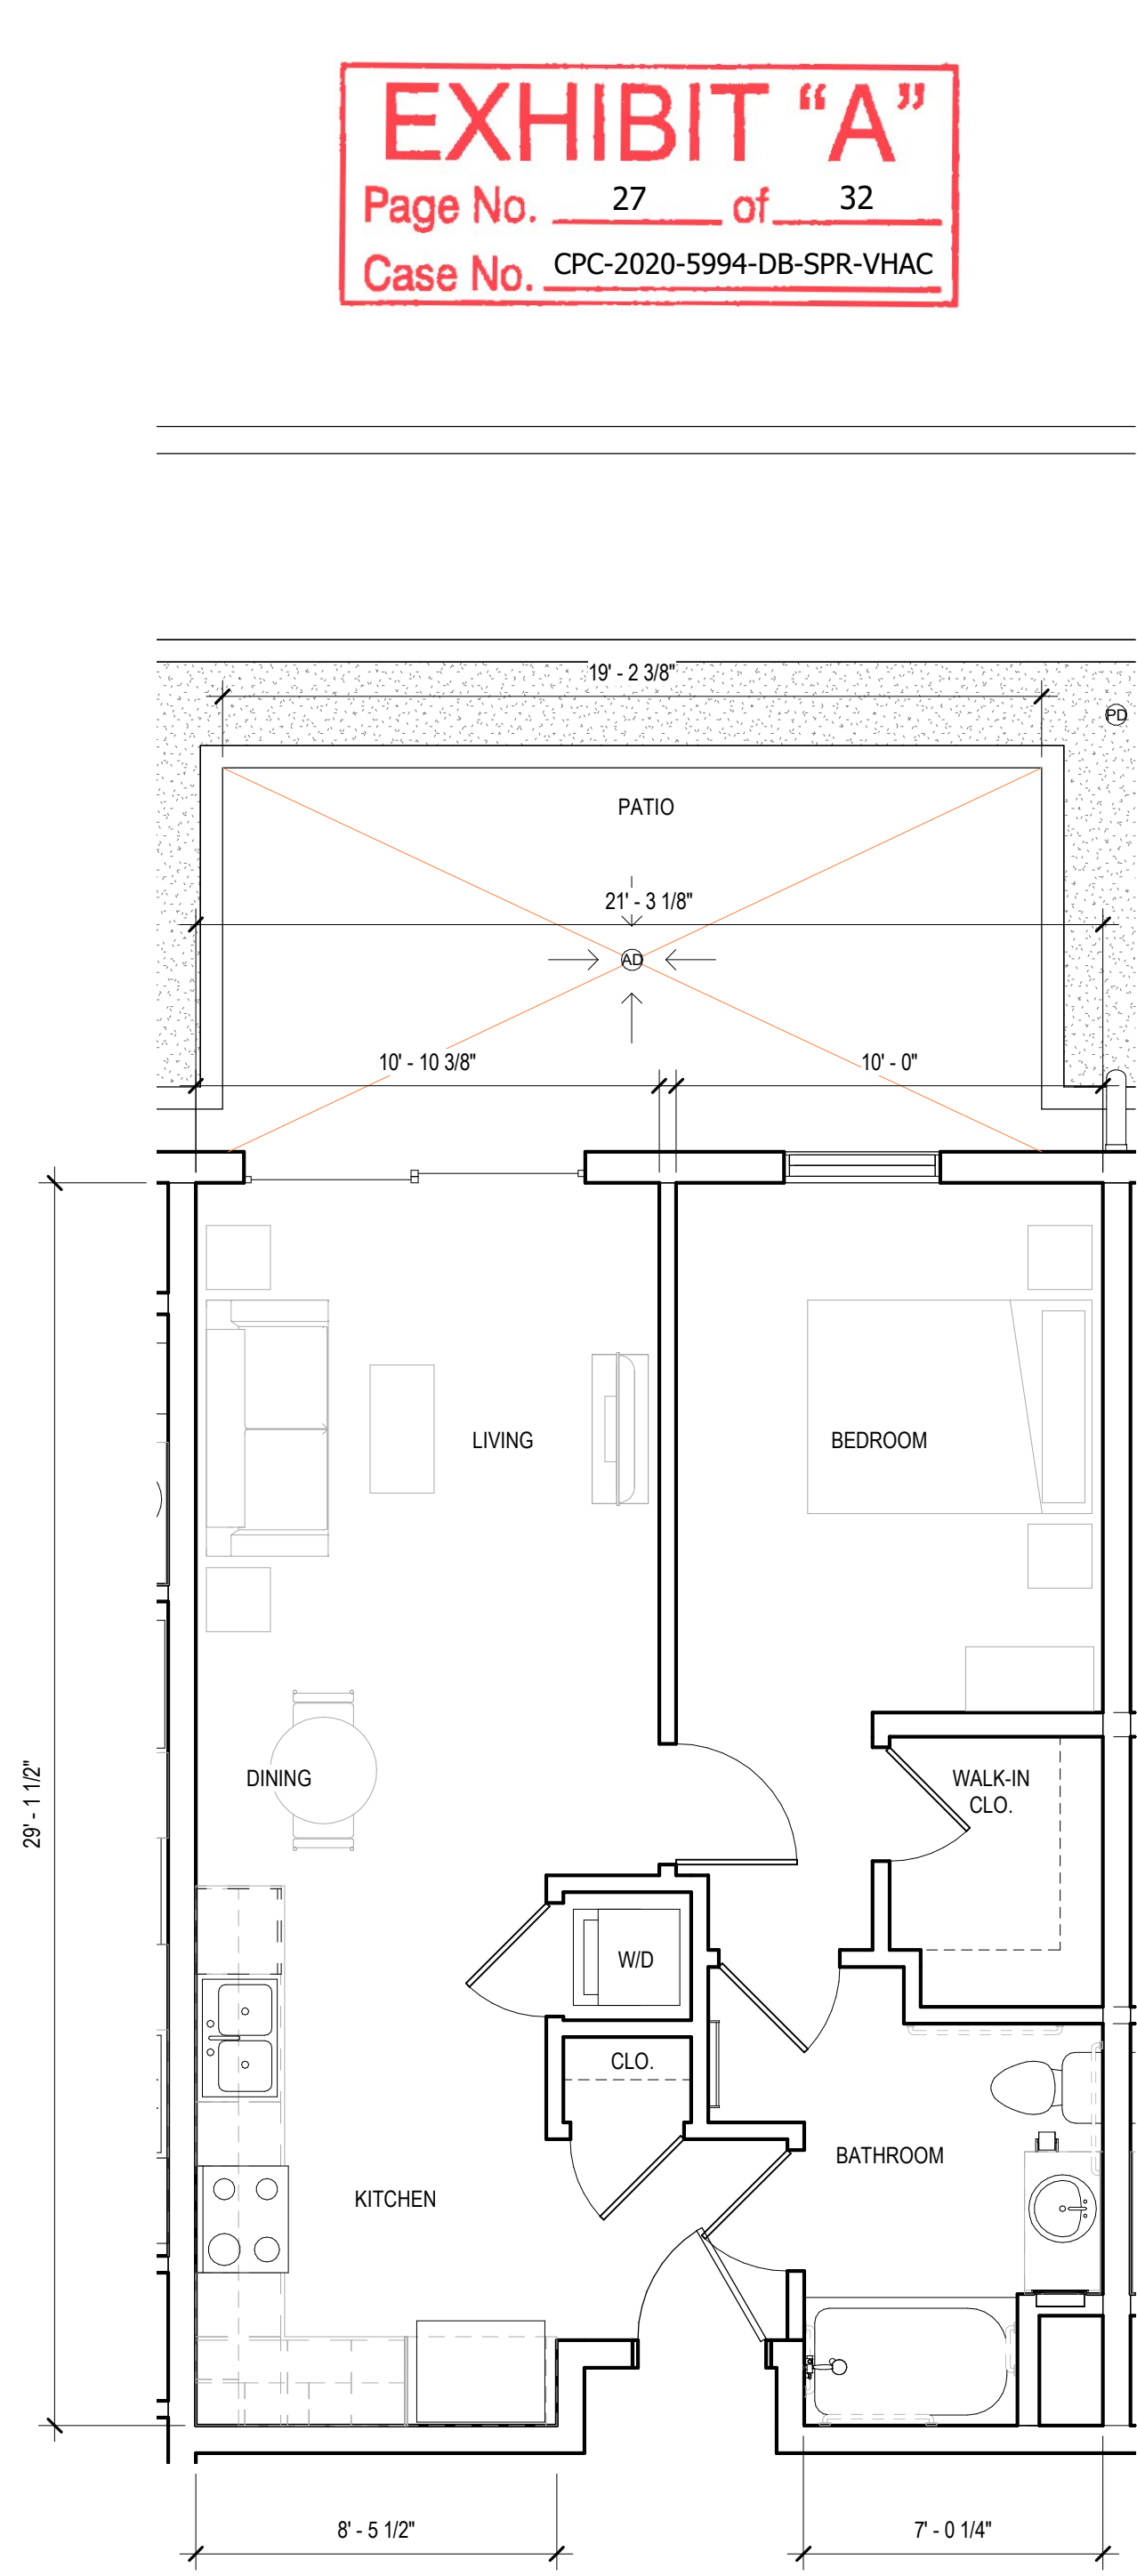 EXHIBIT “A”
Page No. 27 of 32
Case No. CPC-2020-5994-DB-SPR-VHAC
19' - 2 3/8"
PD
PATIO
21' - 3 1/8"
AD
10' - 10 3/8"
10' - 0"
LIVING
BEDROOM
DINING
WALK-IN
CLO.
29' - 1 1/2"
W/D
CLO.
BATHROOM
KITCHEN
8' - 5 1/2"
7' - 0 1/4"